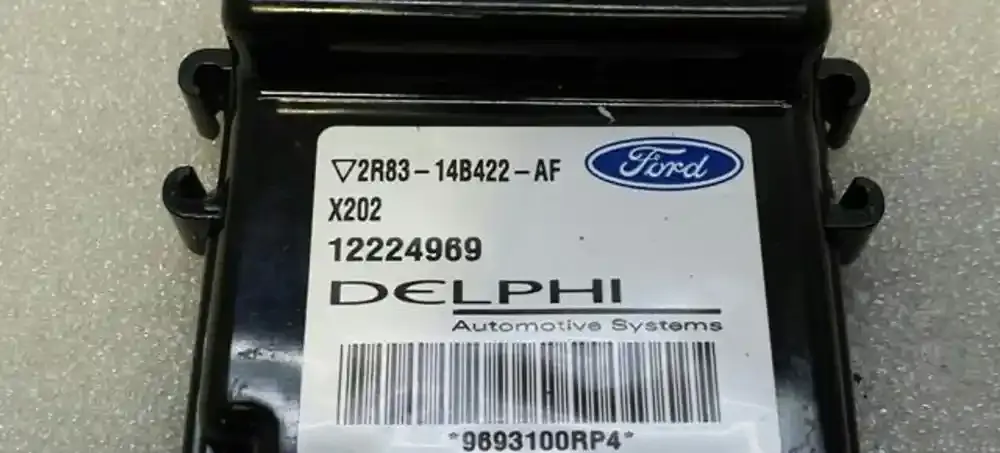 ▽2R83-14B422-AF
Ford
X202
12224969
DELPHI
Automotive Systems
*9693100RP4*